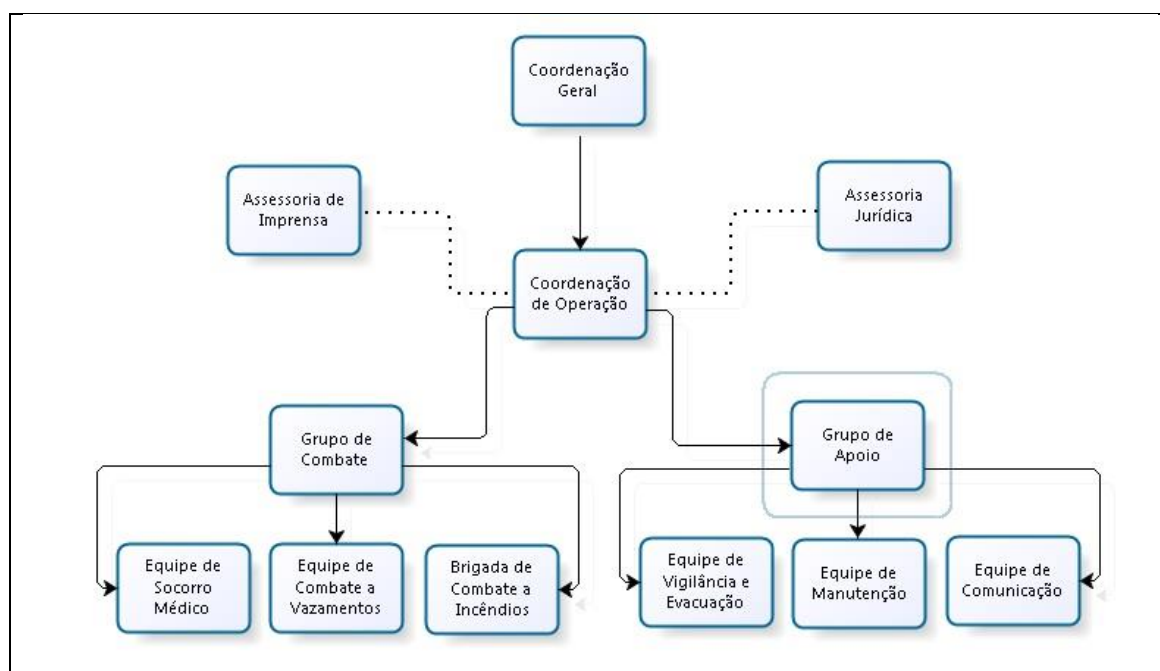 Coordenação
Geral
Assessoria de
Imprensa
Assessoria
Jurídica
Coordenação
de Operação
Grupo de
Combate
Grupo de
Apoio
Equipe de
Socorro
Médico
Equipe de
Combate a
Vazamentos
Brigada de
Combate a
Incêndios
Equipe de
Vigilância e
Evacuação
Equipe de
Manutenção
Equipe de
Comunicação